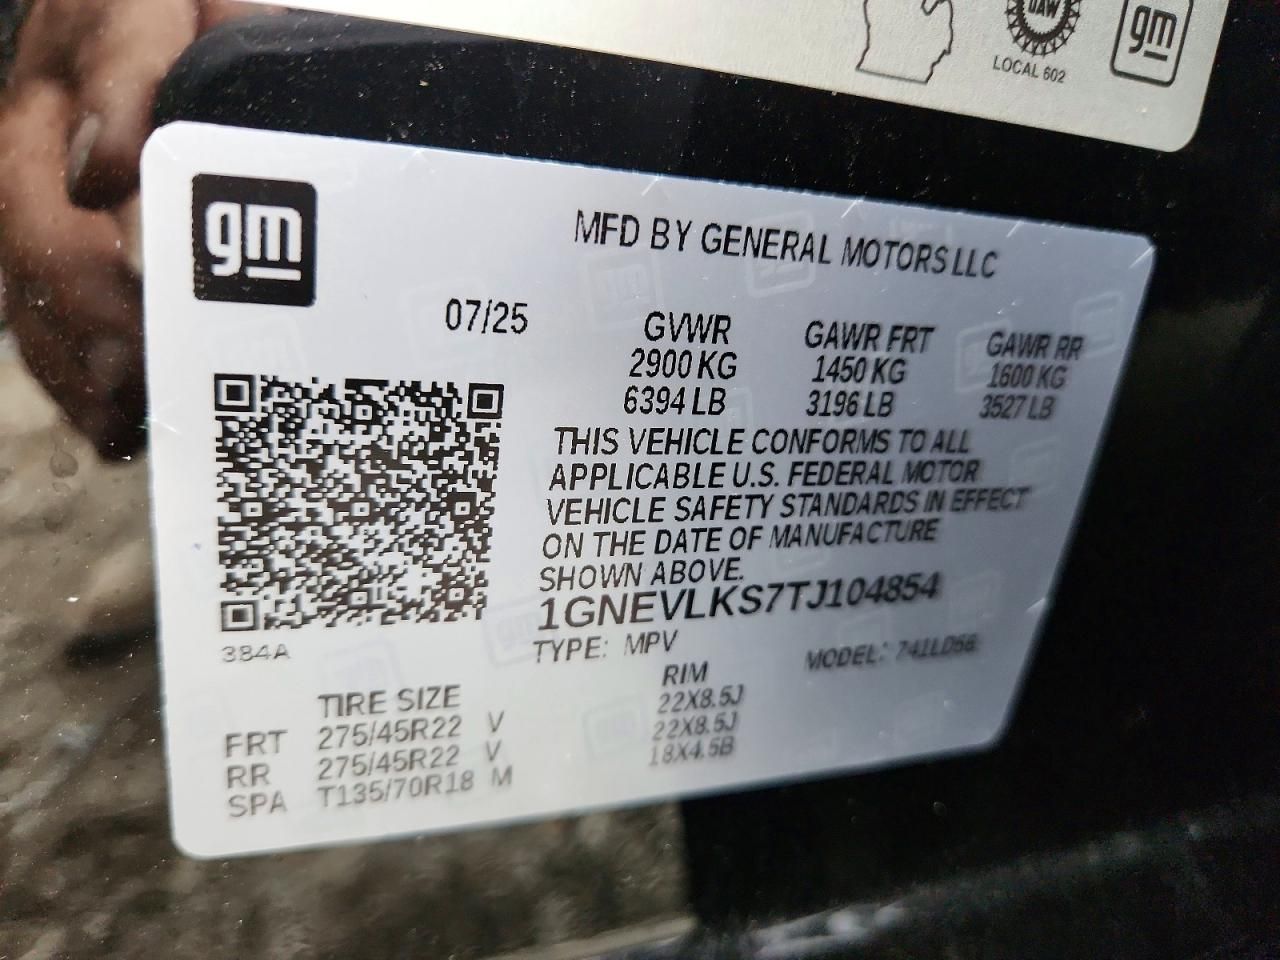 UAW
LOCAL 602
gm
gm
MFD BY GENERAL MOTORS LLC
07/25
GVWR GAWR FRT GAWR RR
2900 KG 1450 KG 1600 KG
6394 LB 3196 LB 3527 LB
THIS VEHICLE CONFORMS TO ALL
APPLICABLE U.S. FEDERAL MOTOR
VEHICLE SAFETY STANDARDS IN EFFECT
ON THE DATE OF MANUFACTURE
SHOWN ABOVE.
1GNEVLKS7TJ104854
384A
TYPE: MPV MODEL: 741LD56
TIRE SIZE RIM
FRT 275/45R22 V 22X8.5J
RR 275/45R22 V 22X8.5J
SPA T135/70R18 M 18X4.5B